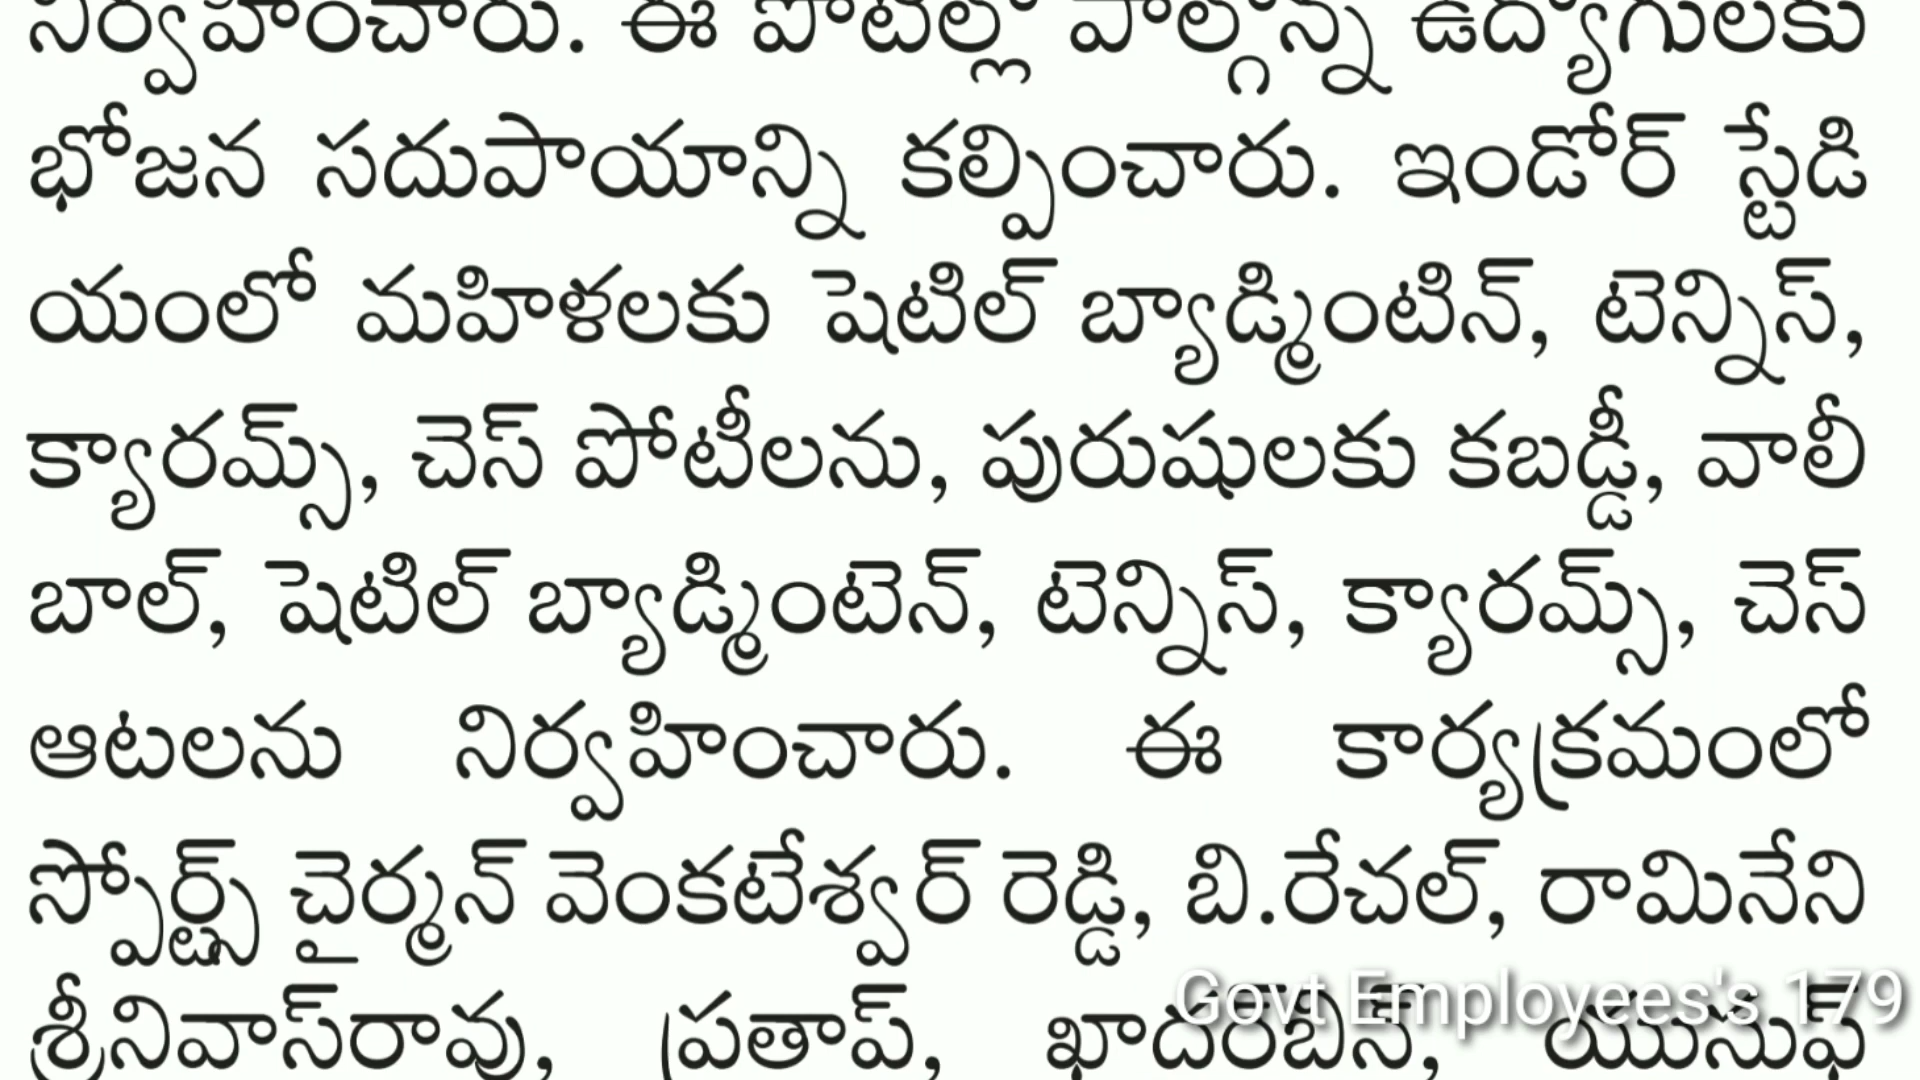 నిర్వహించారు. ఈ పోటీల్లో పాల్గొన్న ఉద్యోగులకు
భోజన సదుపాయాన్ని కల్పించారు. ఇండోర్ స్టేడి
యంలో మహిళలకు షెటిల్ బ్యాడ్మింటిన్, టెన్నిస్,
క్యారమ్స్, చెస్ పోటీలను, పురుషులకు కబడ్డీ, వాలీ
బాల్, షెటిల్ బ్యాడ్మింటెన్, టెన్నిస్, క్యారమ్స్, చెస్
ఆటలను నిర్వహించారు. ఈ కార్యక్రమంలో
స్పోర్ట్స్ చైర్మన్ వెంకటేశ్వర్ రెడ్డి, బి.రేచల్, రామినేని
శ్రీనివాస్‌రావు, ప్రతాప్, ఖాదర్‌బిన్, యుసుఫ్
Govt Employees's 179